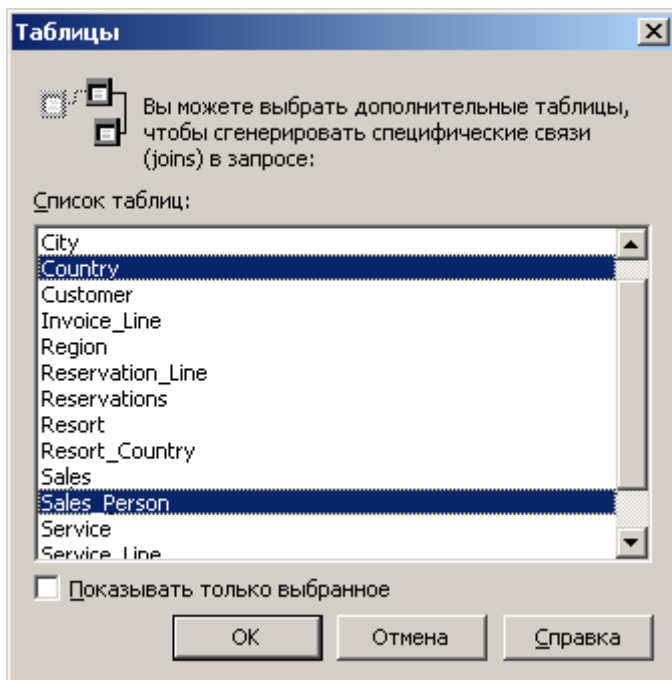 Таблицы
Вы можете выбрать дополнительные таблицы,
чтобы сгенерировать специфические связи
(joins) в запросе:
Список таблиц:
City
Country
Customer
Invoice_Line
Region
Reservation_Line
Reservations
Resort
Resort_Country
Sales
Sales_Person
Service
Service_Line
Показывать только выбранное
OK
Отмена
Справка